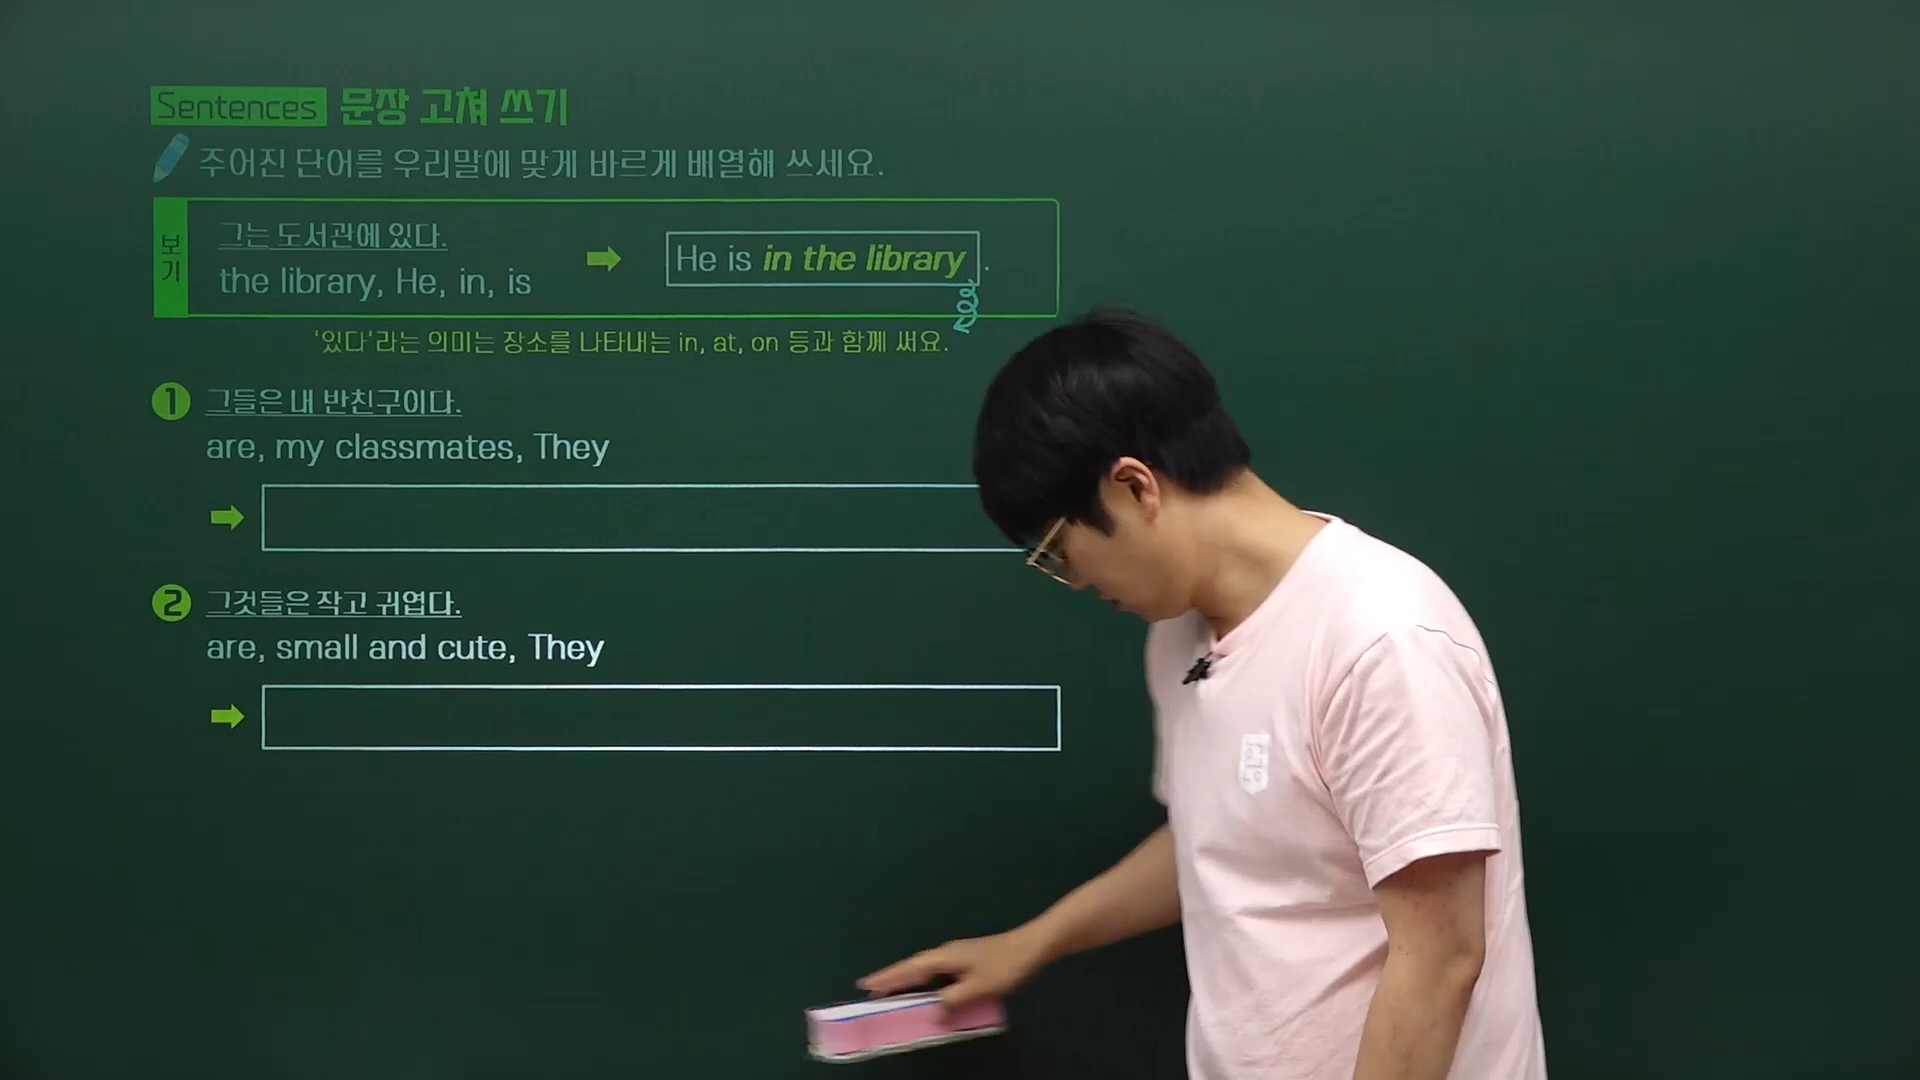 Sentences 문장 고쳐 쓰기
주어진 단어를 우리말에 맞게 바르게 배열해 쓰세요.
보기
그는 도서관에 있다.
the library, He, in, is
He is in the library.
‘있다’라는 의미는 장소를 나타내는 in, at, on 등과 함께 써요.
1 그들은 내 반친구이다.
are, my classmates, They
2 그것들은 작고 귀엽다.
are, small and cute, They